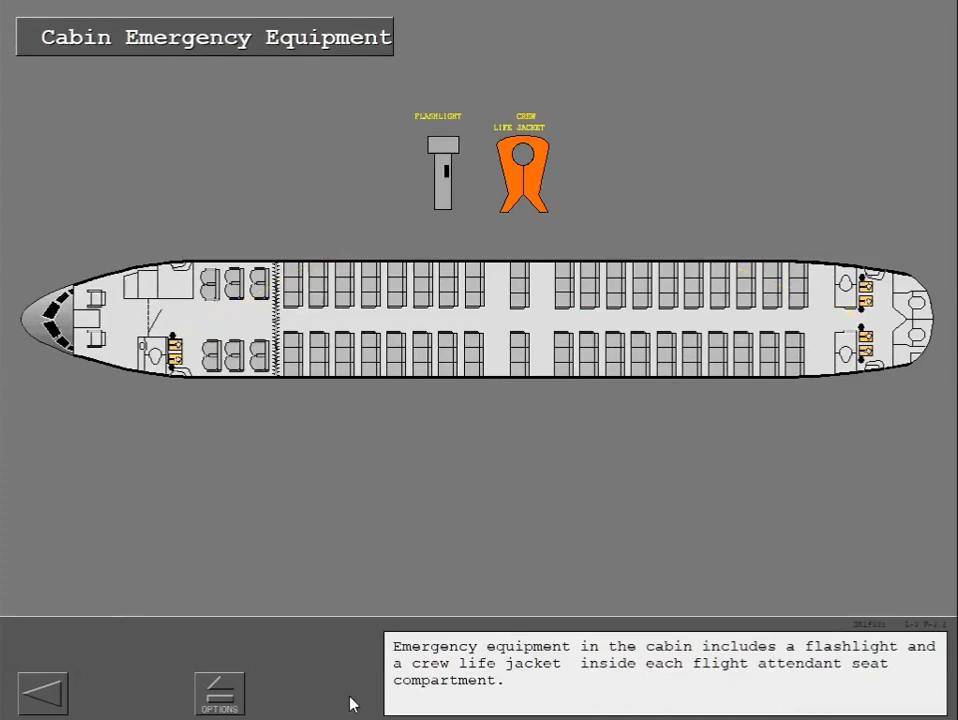 Cabin Emergency Equipment
FLASHLIGHT
CREW
LIFE JACKET
Emergency equipment in the cabin includes a flashlight and
a crew life jacket inside each flight attendant seat
compartment.
OPTIONS